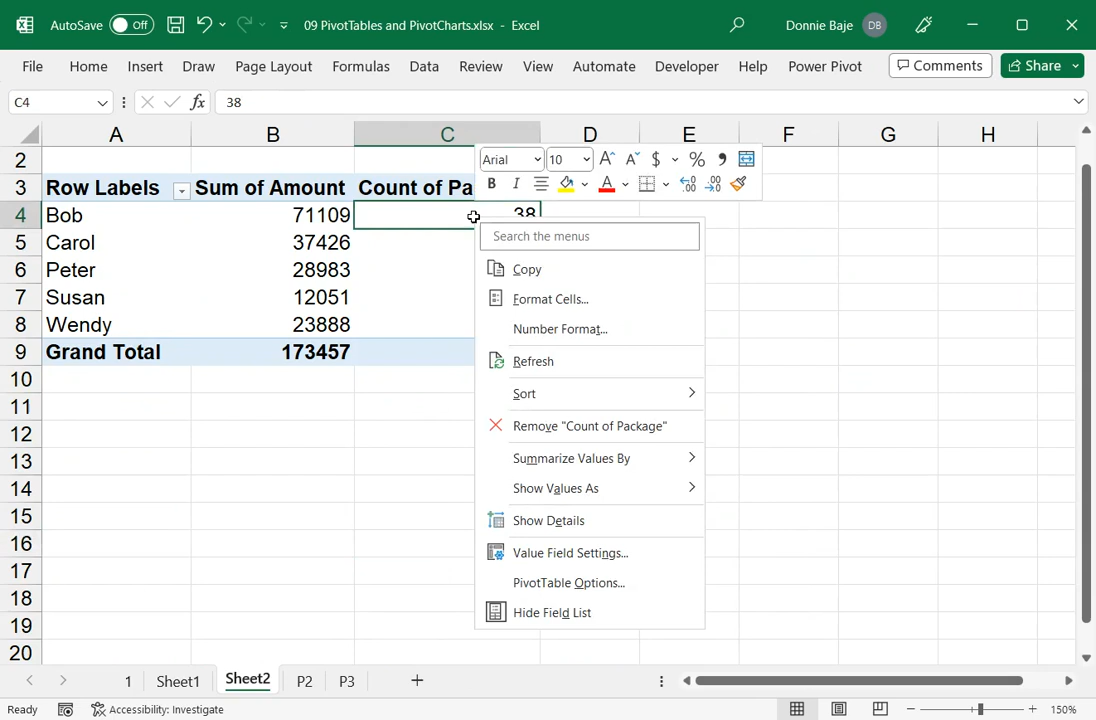 AutoSave Off 09 PivotTables and PivotCharts.xlsx - Excel Donnie Baje DB
File Home Insert Draw Page Layout Formulas Data Review View Automate Developer Help Power Pivot Comments Share
C4 fx 38
A B C D E F G H
Arial 10 A A $ % ,
B I A .00 .00
2
3 Row Labels Sum of Amount Count of Pa
4 Bob 71109 38
5 Carol 37426
6 Peter 28983
7 Susan 12051
8 Wendy 23888
9 Grand Total 173457
10
11
12
13
14
15
16
17
18
19
20
Search the menus
Copy
Format Cells...
Number Format...
Refresh
Sort
Remove "Count of Package"
Summarize Values By
Show Values As
Show Details
Value Field Settings...
PivotTable Options...
Hide Field List
1 Sheet1 Sheet2 P2 P3
Ready Accessibility: Investigate 150%